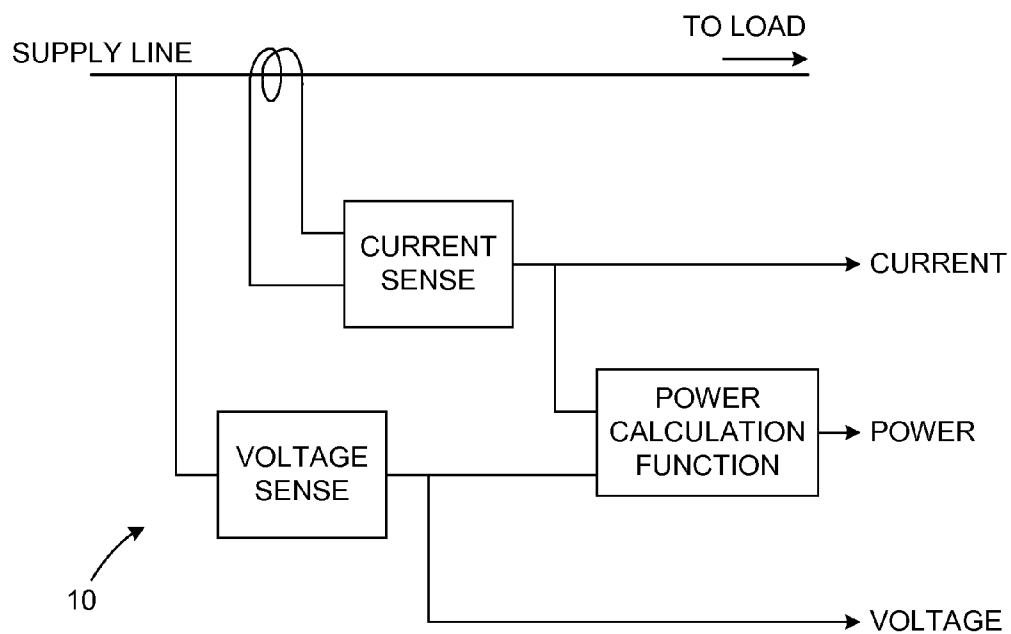 TO LOAD
SUPPLY LINE
CURRENT
SENSE
CURRENT
POWER
CALCULATION
FUNCTION
POWER
VOLTAGE
SENSE
10
VOLTAGE